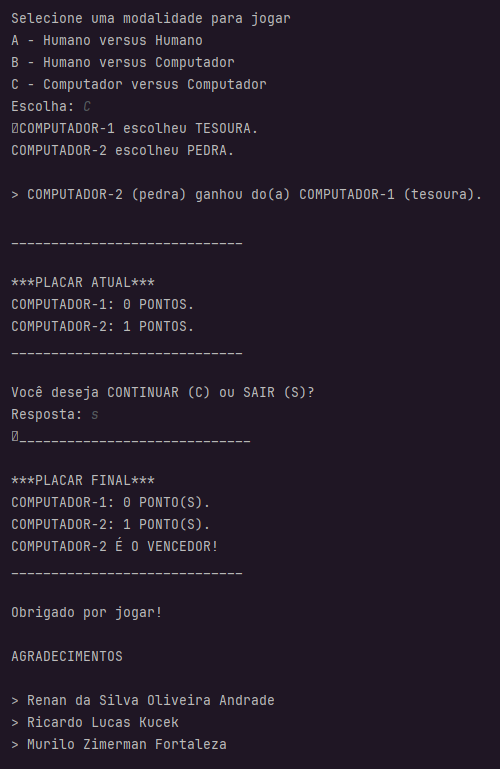 Selecione uma modalidade para jogar
A - Humano versus Humano
B - Humano versus Computador
C - Computador versus Computador
Escolha: C
COMPUTADOR-1 escolheu TESOURA.
COMPUTADOR-2 escolheu PEDRA.
> COMPUTADOR-2 (pedra) ganhou do(a) COMPUTADOR-1 (tesoura).
_____________________________
***PLACAR ATUAL***
COMPUTADOR-1: 0 PONTOS.
COMPUTADOR-2: 1 PONTOS.
_____________________________
Você deseja CONTINUAR (C) ou SAIR (S)?
Resposta: s
_____________________________
***PLACAR FINAL***
COMPUTADOR-1: 0 PONTO(S).
COMPUTADOR-2: 1 PONTO(S).
COMPUTADOR-2 É O VENCEDOR!
_____________________________
Obrigado por jogar!
AGRADECIMENTOS
> Renan da Silva Oliveira Andrade
> Ricardo Lucas Kucek
> Murilo Zimerman Fortaleza